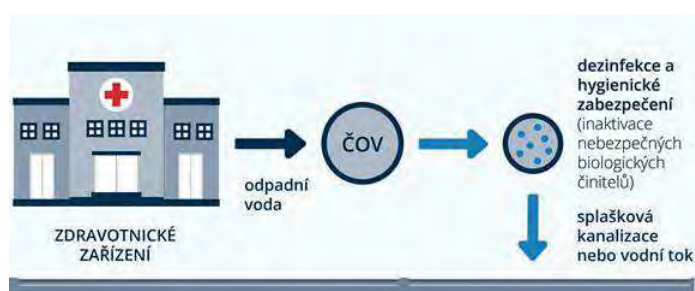 ZDRAVOTNICKÉ
ZAŘÍZENÍ
odpadní
voda
ČOV
dezinfekce a
hygienické
zabezpečení
(inaktivace
nebezpečných
biologických
činitelů)
splašková
kanalizace
nebo vodní tok